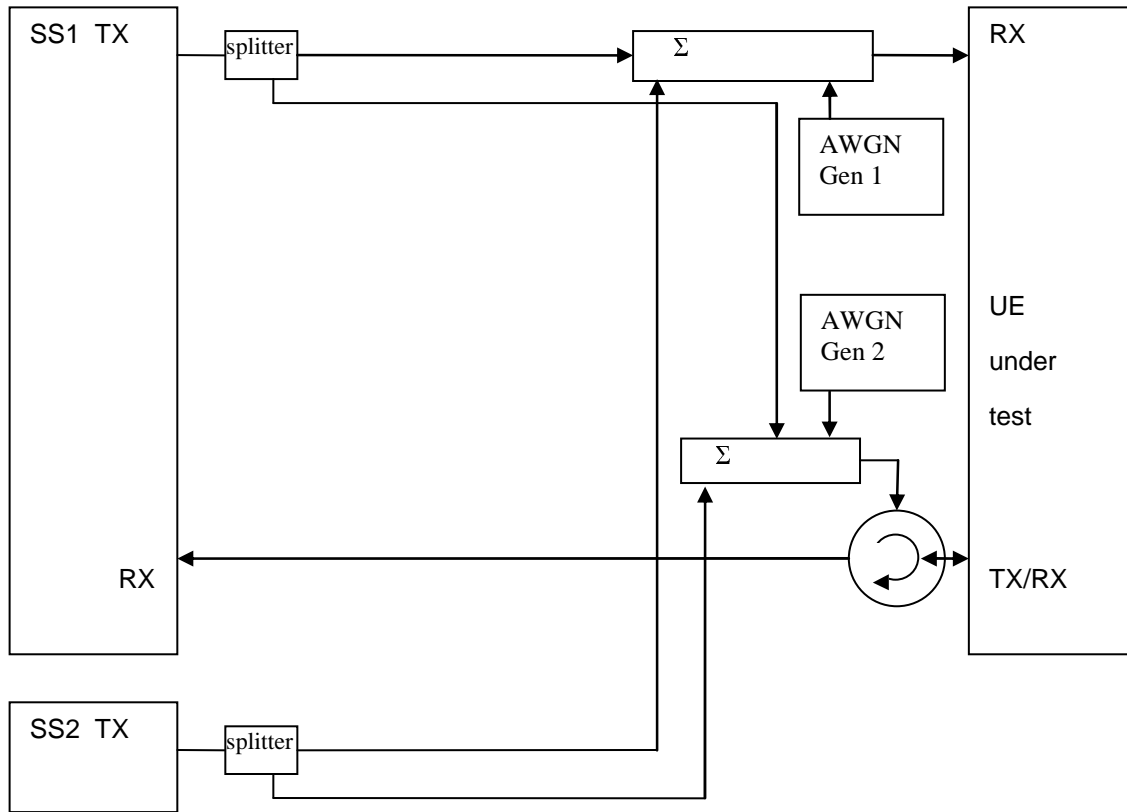 SS1 TX
splitter
Σ
RX
AWGN
Gen 1
AWGN
Gen 2
UE
under
test
Σ
RX
TX/RX
SS2 TX
splitter